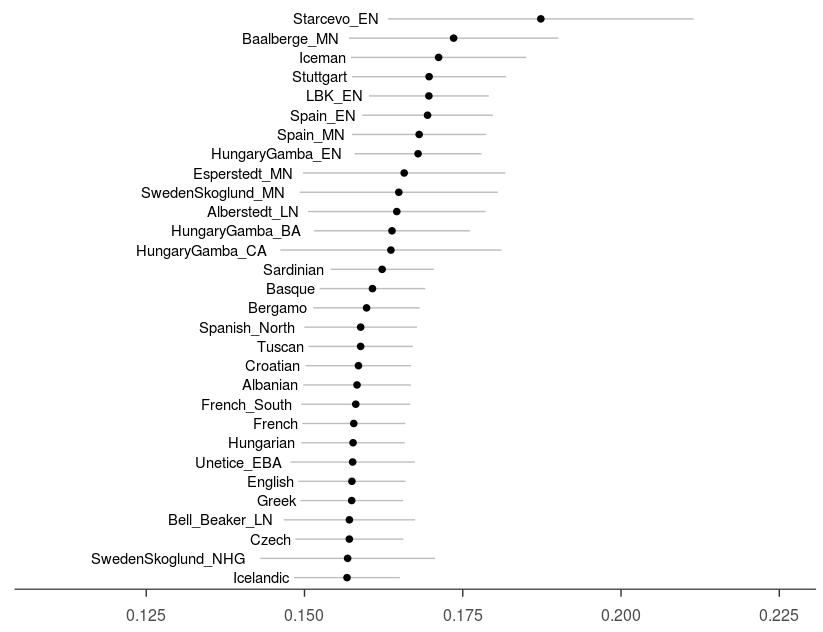 Starcevo_EN
Baalberge_MN
Iceman
Stuttgart
LBK_EN
Spain_EN
Spain_MN
HungaryGamba_EN
Esperstedt_MN
SwedenSkoglund_MN
Alberstedt_LN
HungaryGamba_BA
HungaryGamba_CA
Sardinian
Basque
Bergamo
Spanish_North
Tuscan
Croatian
Albanian
French_South
French
Hungarian
Unetice_EBA
English
Greek
Bell_Beaker_LN
Czech
SwedenSkoglund_NHG
Icelandic
0.125 0.150 0.175 0.200 0.225